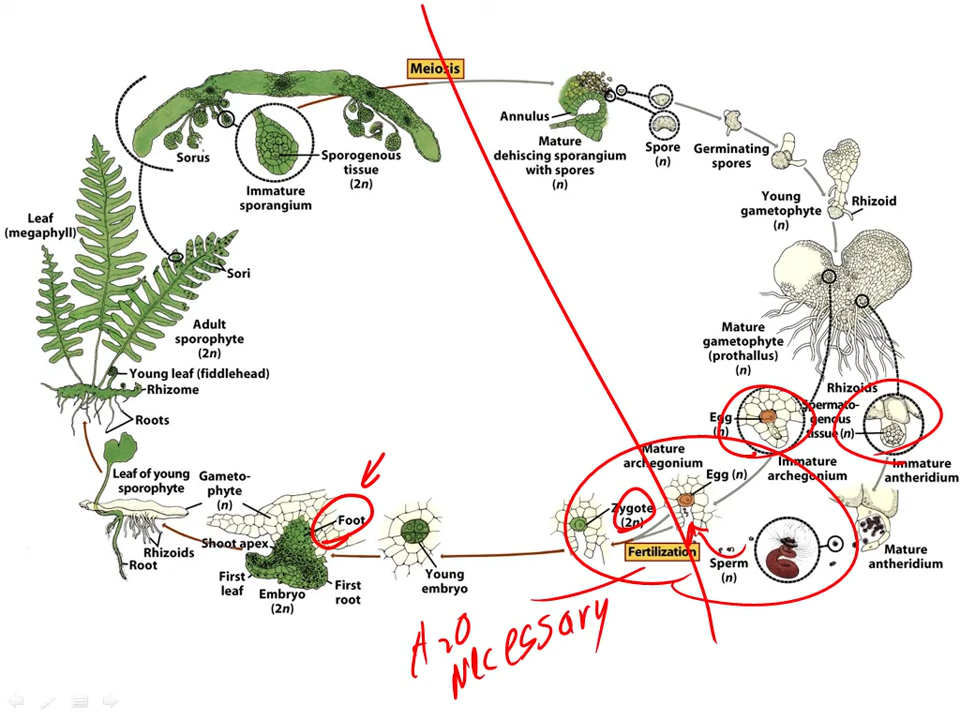 Meiosis
Annulus
Mature
dehiscing sporangium
with spores
(n)
Spore
(n)
Germinating
spores
Sorus
Sporogenous
tissue
(2n)
Immature
sporangium
Young
gametophyte
(n)
Rhizoid
Leaf
(megaphyll)
Sori
Adult
sporophyte
(2n)
Young leaf (fiddlehead)
Rhizome
Roots
Mature
gametophyte
(prothallus)
(n)
Rhizoids
Egg
(n)
Spermato-
genous
tissue (n)
Immature
archegonium
Immature
antheridium
Mature
archegonium
Egg (n)
Zygote
(2n)
Fertilization
Sperm
(n)
Mature
antheridium
Leaf of young
sporophyte
Gameto-
phyte
(n)
Foot
Shoot apex
Rhizoids
Root
First
leaf
Embryo
(2n)
First
root
Young
embryo
H2O
Necessary